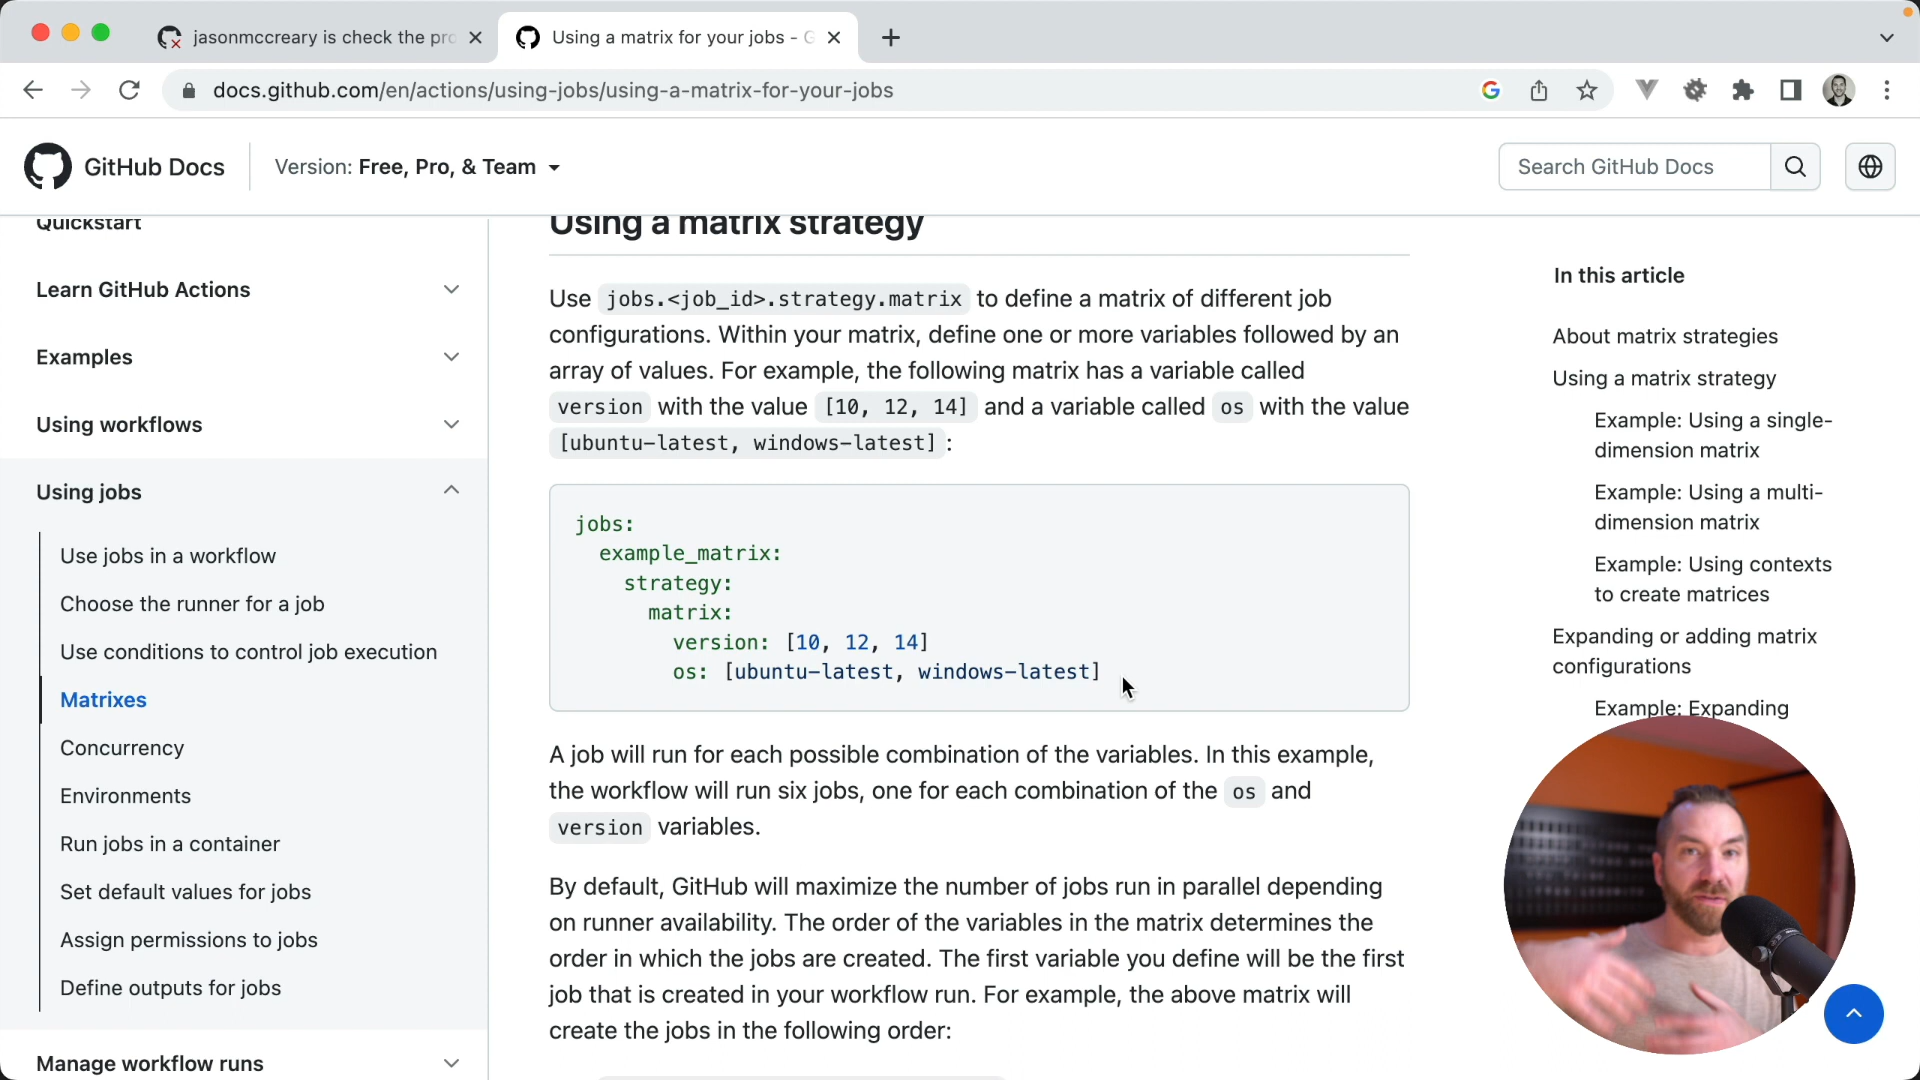 jasonmccreary is check the pro
Using a matrix for your jobs - G
docs.github.com/en/actions/using-jobs/using-a-matrix-for-your-jobs
GitHub Docs
Version: Free, Pro, & Team
Search GitHub Docs
Quickstart
Learn GitHub Actions
Examples
Using workflows
Using jobs
Use jobs in a workflow
Choose the runner for a job
Use conditions to control job execution
Matrixes
Concurrency
Environments
Run jobs in a container
Set default values for jobs
Assign permissions to jobs
Define outputs for jobs
Manage workflow runs
Using a matrix strategy
Use jobs.<job_id>.strategy.matrix to define a matrix of different job
configurations. Within your matrix, define one or more variables followed by an
array of values. For example, the following matrix has a variable called
version with the value [10, 12, 14] and a variable called os with the value
[ubuntu-latest, windows-latest] :
jobs:
example_matrix:
strategy:
matrix:
version: [10, 12, 14]
os: [ubuntu-latest, windows-latest]
A job will run for each possible combination of the variables. In this example,
the workflow will run six jobs, one for each combination of the os and
version variables.
By default, GitHub will maximize the number of jobs run in parallel depending
on runner availability. The order of the variables in the matrix determines the
order in which the jobs are created. The first variable you define will be the first
job that is created in your workflow run. For example, the above matrix will
create the jobs in the following order:
In this article
About matrix strategies
Using a matrix strategy
Example: Using a single-
dimension matrix
Example: Using a multi-
dimension matrix
Example: Using contexts
to create matrices
Expanding or adding matrix
configurations
Example: Expanding